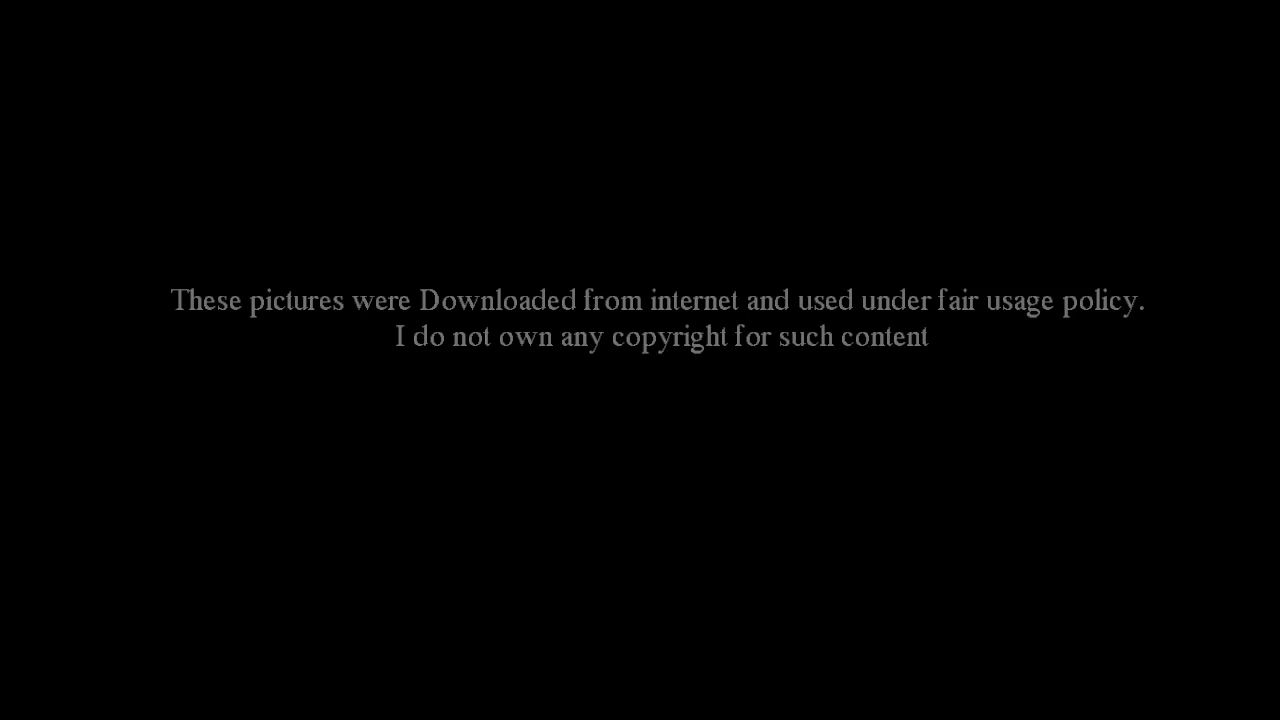 These pictures were Downloaded from internet and used under fair usage policy.
I do not own any copyright for such content